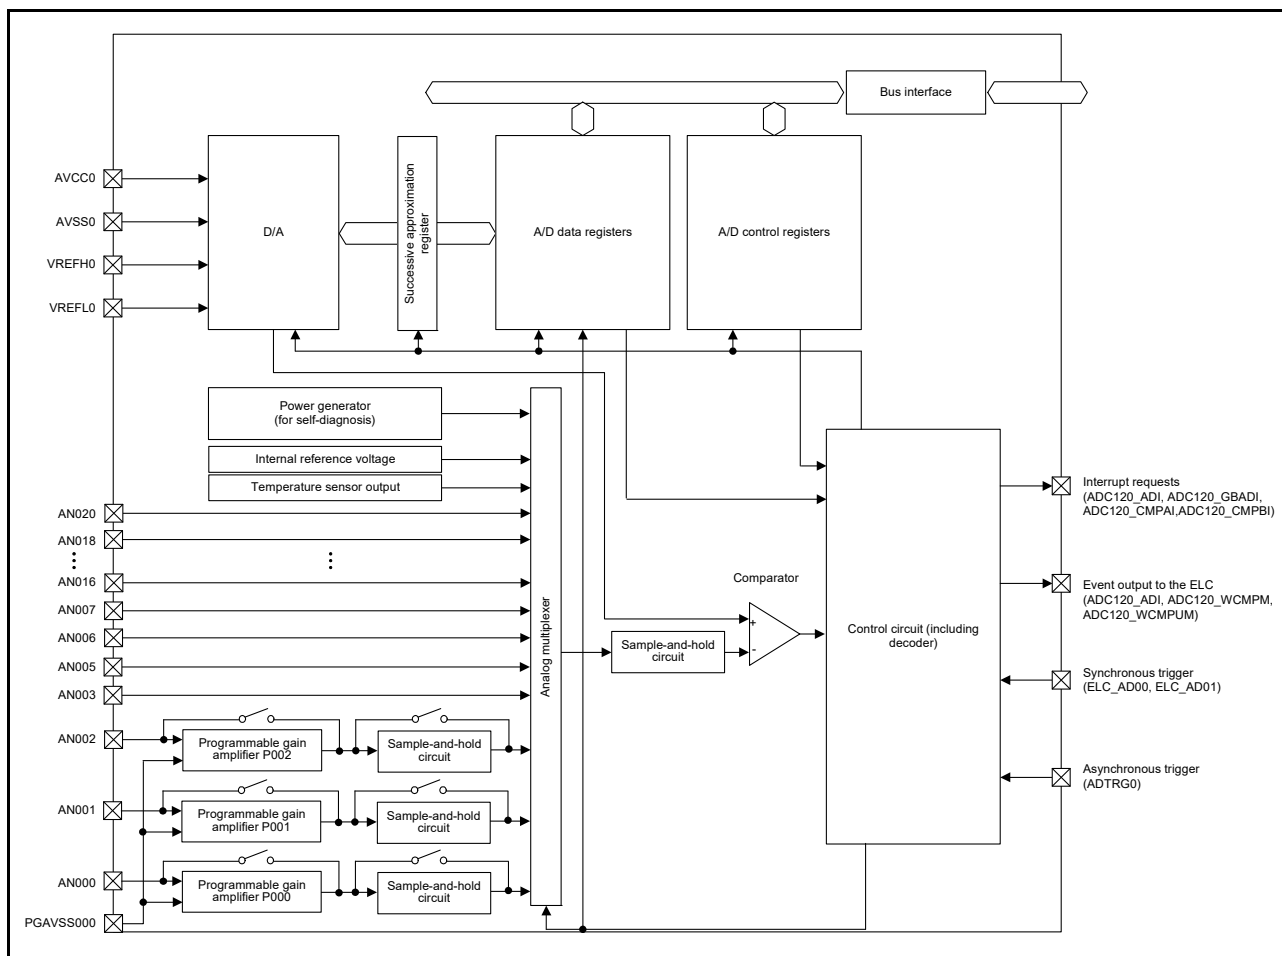 Bus interface
AVCC0
AVSS0
VREFH0
VREFL0
D/A
Successive approximation
register
A/D data registers
A/D control registers
Power generator
(for self-diagnosis)
Internal reference voltage
Temperature sensor output
AN020
AN018
AN016
AN007
AN006
AN005
AN003
AN002
AN001
AN000
PGAVSS000
Programmable gain
amplifier P002
Sample-and-hold
circuit
Programmable gain
amplifier P001
Sample-and-hold
circuit
Programmable gain
amplifier P000
Sample-and-hold
circuit
Analog multiplexer
Sample-and-hold
circuit
Comparator
+
-
Control circuit (including
decoder)
Interrupt requests
(ADC120_ADI, ADC120_GBADI,
ADC120_CMPAI,ADC120_CMPBI)
Event output to the ELC
(ADC120_ADI, ADC120_WCMPM,
ADC120_WCMPUM)
Synchronous trigger
(ELC_AD00, ELC_AD01)
Asynchronous trigger
(ADTRG0)